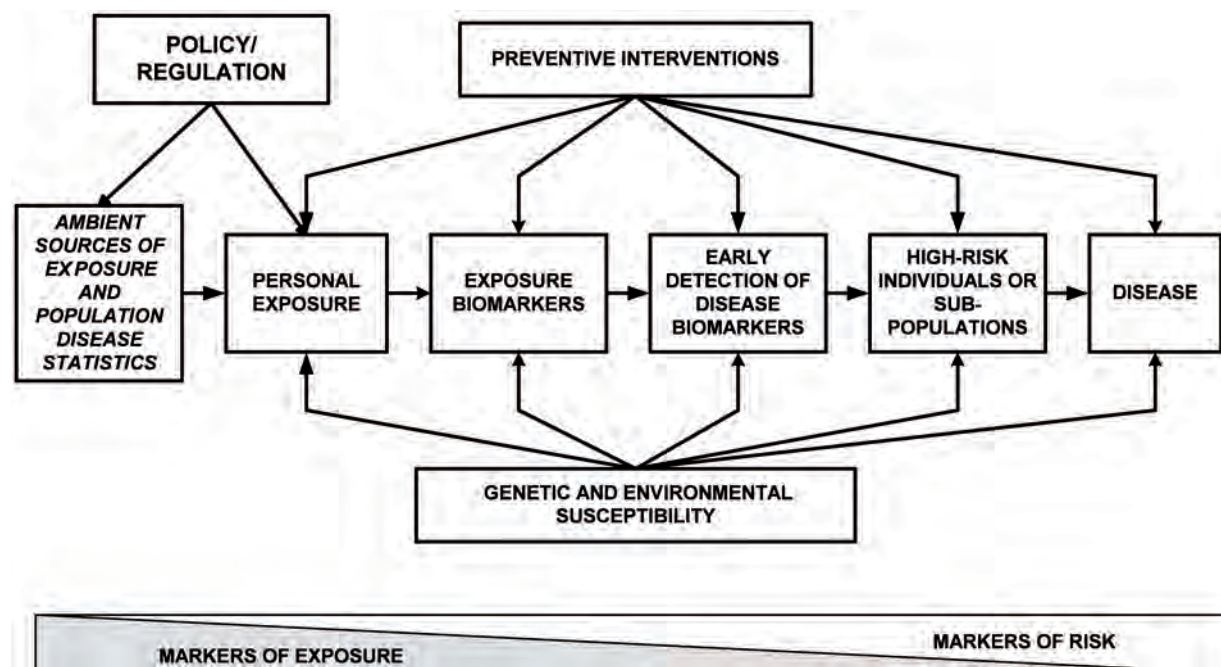 POLICY/
REGULATION
PREVENTIVE INTERVENTIONS
AMBIENT
SOURCES OF
EXPOSURE
AND
POPULATION
DISEASE
STATISTICS
PERSONAL
EXPOSURE
EXPOSURE
BIOMARKERS
EARLY
DETECTION OF
DISEASE
BIOMARKERS
HIGH-RISK
INDIVIDUALS OR
SUB-
POPULATIONS
DISEASE
GENETIC AND ENVIRONMENTAL
SUSCEPTIBILITY
MARKERS OF EXPOSURE
MARKERS OF RISK